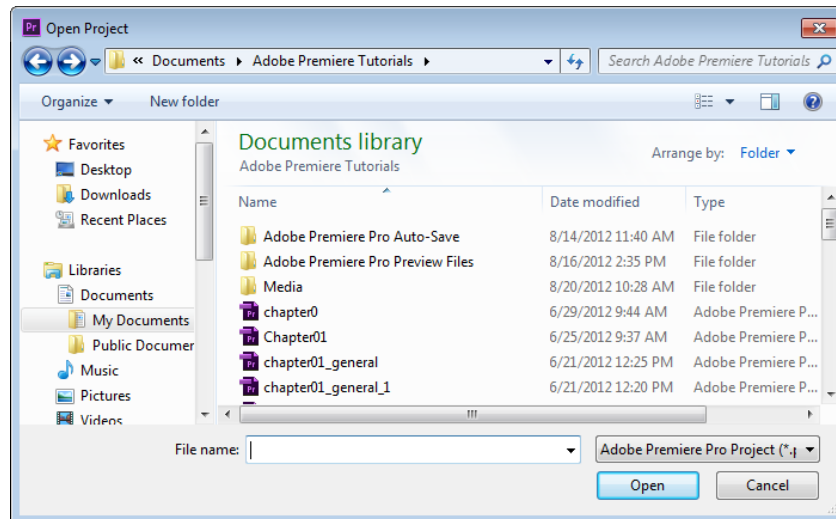 Pr Open Project
« Documents Adobe Premiere Tutorials
Search Adobe Premiere Tutorials
Organize New folder
Favorites
Desktop
Downloads
Recent Places
Libraries
Documents
My Documents
Public Documer
Music
Pictures
Videos
Documents library
Adobe Premiere Tutorials
Arrange by: Folder
Name Date modified Type
Adobe Premiere Pro Auto-Save 8/14/2012 11:40 AM File folder
Adobe Premiere Pro Preview Files 8/16/2012 2:35 PM File folder
Media 8/20/2012 10:28 AM File folder
chapter0 6/29/2012 9:44 AM Adobe Premiere P...
Chapter01 6/25/2012 9:37 AM Adobe Premiere P...
chapter01_general 6/21/2012 12:25 PM Adobe Premiere P...
chapter01_general_1 6/21/2012 12:20 PM Adobe Premiere P...
File name:
Adobe Premiere Pro Project (*.p
Open Cancel